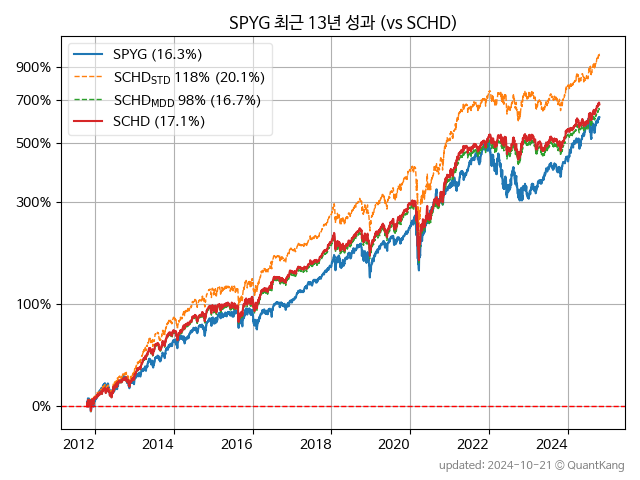 SPYG 최근 13년 성과 (vs SCHD)
SPYG (16.3%)
SCHD_STD 118% (20.1%)
SCHD_MDD 98% (16.7%)
SCHD (17.1%)
900%
700%
500%
300%
100%
0%
2012 2014 2016 2018 2020 2022 2024
updated: 2024-10-21 © QuantKang